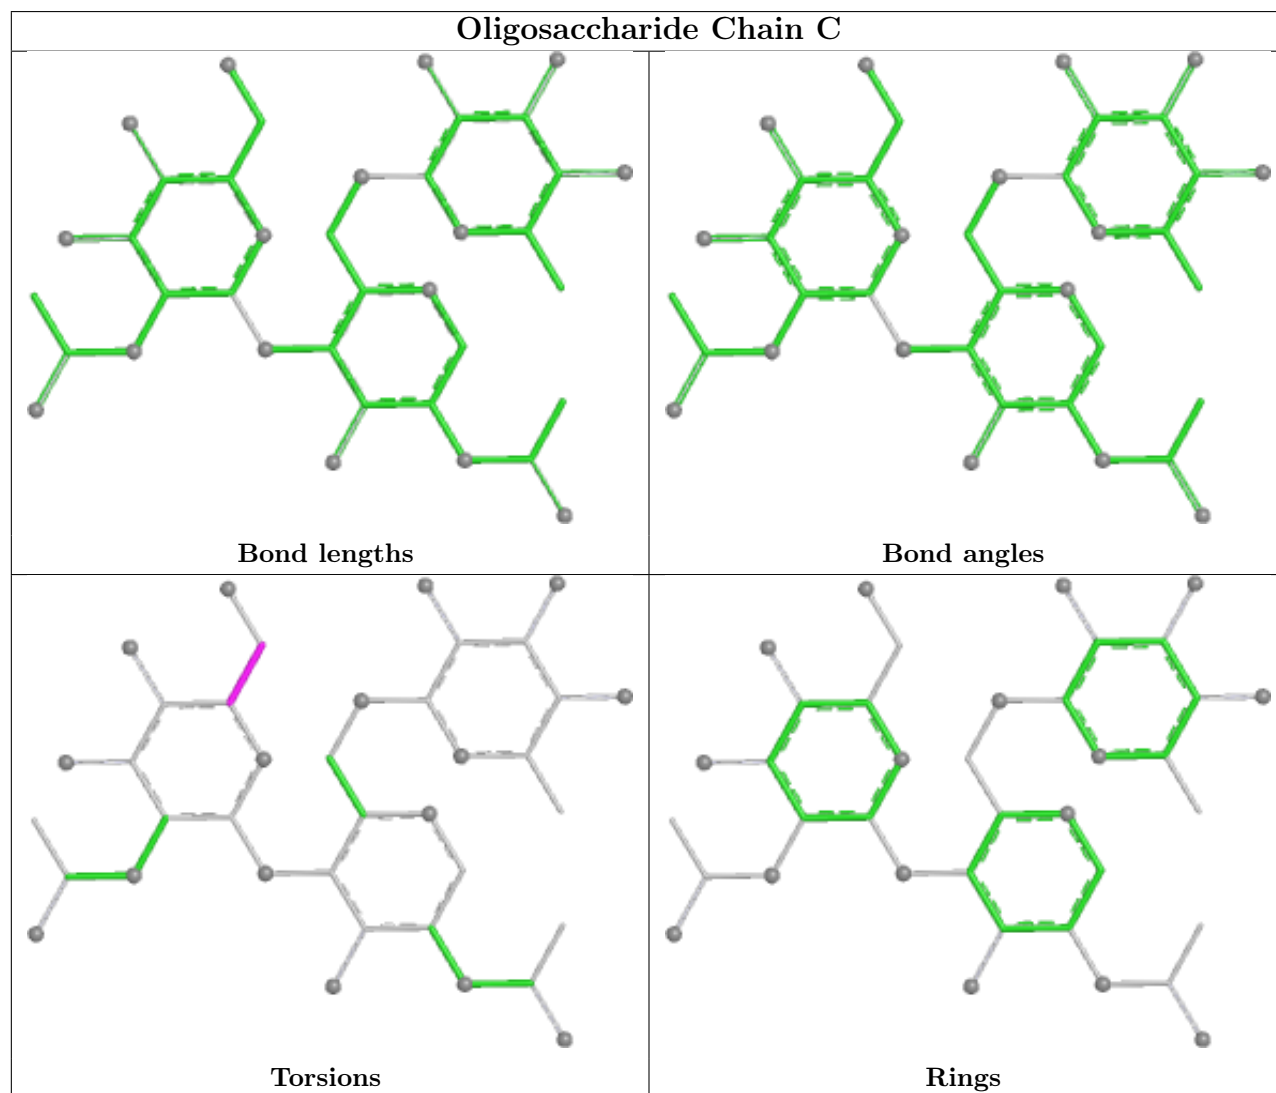 Oligosaccharide Chain C
Bond lengths
Bond angles
Torsions
Rings